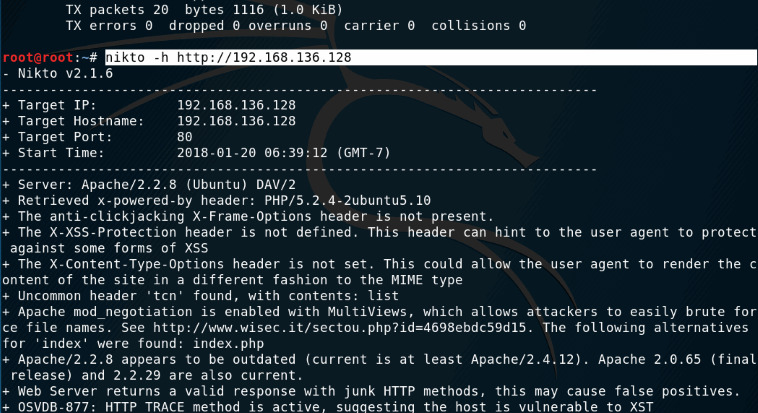 TX packets 20  bytes 1116 (1.0 KiB)
TX errors 0  dropped 0 overruns 0  carrier 0  collisions 0
root@root:~# nikto -h http://192.168.136.128
- Nikto v2.1.6
---------------------------------------------------------------------------
+ Target IP:          192.168.136.128
+ Target Hostname:    192.168.136.128
+ Target Port:        80
+ Start Time:         2018-01-20 06:39:12 (GMT-7)
---------------------------------------------------------------------------
+ Server: Apache/2.2.8 (Ubuntu) DAV/2
+ Retrieved x-powered-by header: PHP/5.2.4-2ubuntu5.10
+ The anti-clickjacking X-Frame-Options header is not present.
+ The X-XSS-Protection header is not defined. This header can hint to the user agent to protect
against some forms of XSS
+ The X-Content-Type-Options header is not set. This could allow the user agent to render the c
ontent of the site in a different fashion to the MIME type
+ Uncommon header 'tcn' found, with contents: list
+ Apache mod_negotiation is enabled with MultiViews, which allows attackers to easily brute for
ce file names. See http://www.wisec.it/sectou.php?id=4698ebdc59d15. The following alternatives
for 'index' were found: index.php
+ Apache/2.2.8 appears to be outdated (current is at least Apache/2.4.12). Apache 2.0.65 (final
release) and 2.2.29 are also current.
+ Web Server returns a valid response with junk HTTP methods, this may cause false positives.
+ OSVDB-877: HTTP TRACE method is active, suggesting the host is vulnerable to XST